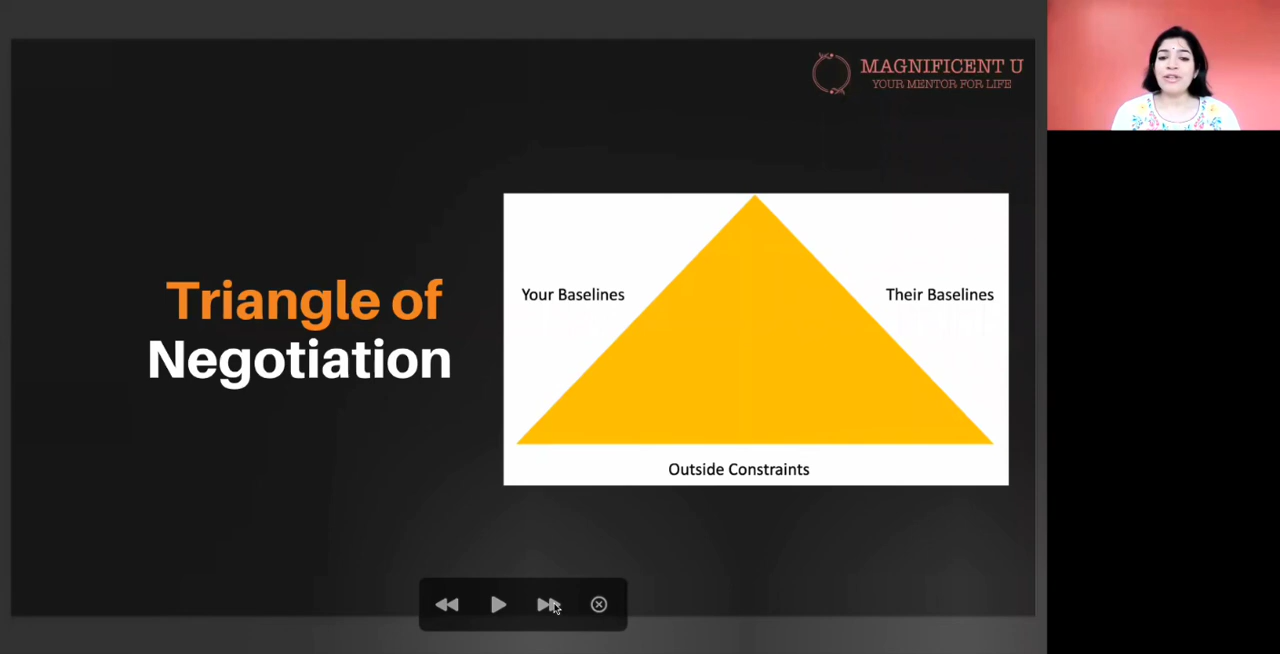 MAGNIFICENT U
YOUR MENTOR FOR LIFE
Triangle of
Negotiation
Your Baselines
Their Baselines
Outside Constraints